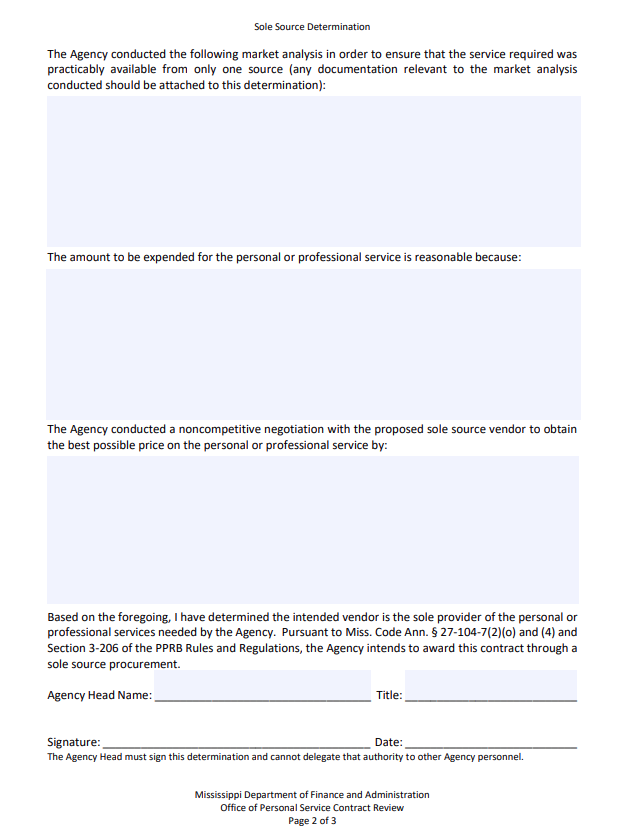 Sole Source Determination
The Agency conducted the following market analysis in order to ensure that the service required was
practicably available from only one source (any documentation relevant to the market analysis
conducted should be attached to this determination):
The amount to be expended for the personal or professional service is reasonable because:
The Agency conducted a noncompetitive negotiation with the proposed sole source vendor to obtain
the best possible price on the personal or professional service by:
Based on the foregoing, I have determined the intended vendor is the sole provider of the personal or
professional services needed by the Agency. Pursuant to Miss. Code Ann. § 27-104-7(2)(o) and (4) and
Section 3-206 of the PPRB Rules and Regulations, the Agency intends to award this contract through a
sole source procurement.
Agency Head Name: Title:
Signature: Date:
The Agency Head must sign this determination and cannot delegate that authority to other Agency personnel.
Mississippi Department of Finance and Administration
Office of Personal Service Contract Review
Page 2 of 3